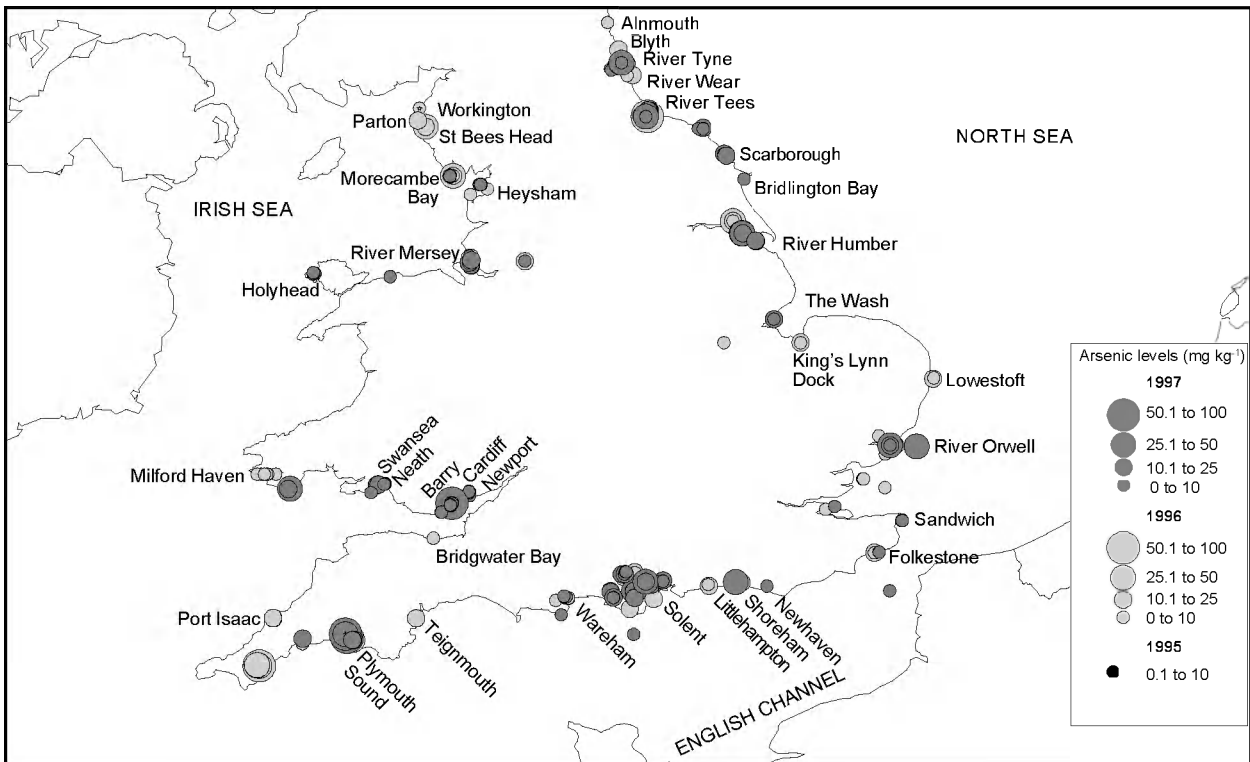 Alnmouth
Blyth
River Tyne
River Wear
River Tees
Workington
Parton
St Bees Head
NORTH SEA
Scarborough
Morecambe
Bay
Bridlington Bay
Heysham
IRISH SEA
River Humber
River Mersey
Holyhead
The Wash
King's Lynn
Dock
Lowestoft
River Orwell
Milford Haven
Swansea
Neath
Barry
Cardiff
Newport
Sandwich
Bridgwater Bay
Folkestone
Port Isaac
Plymouth
Sound
Teignmouth
Wareham
Solent
Littlehampton
Shoreham
Newhaven
ENGLISH CHANNEL
Arsenic levels (mg kg⁻¹)
1997
50.1 to 100
25.1 to 50
10.1 to 25
0 to 10
1996
50.1 to 100
25.1 to 50
10.1 to 25
0 to 10
1995
0.1 to 10